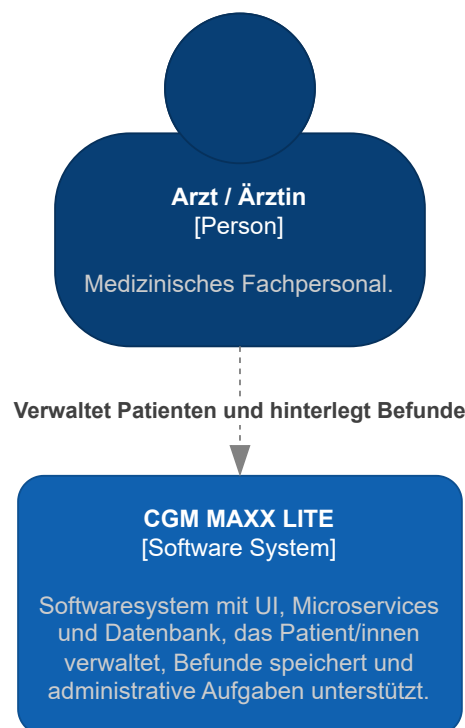 Arzt / Ärztin
[Person]
Medizinisches Fachpersonal.
Verwaltet Patienten und hinterlegt Befunde
CGM MAXX LITE
[Software System]
Softwaresystem mit UI, Microservices
und Datenbank, das Patient/innen
verwaltet, Befunde speichert und
administrative Aufgaben unterstützt.